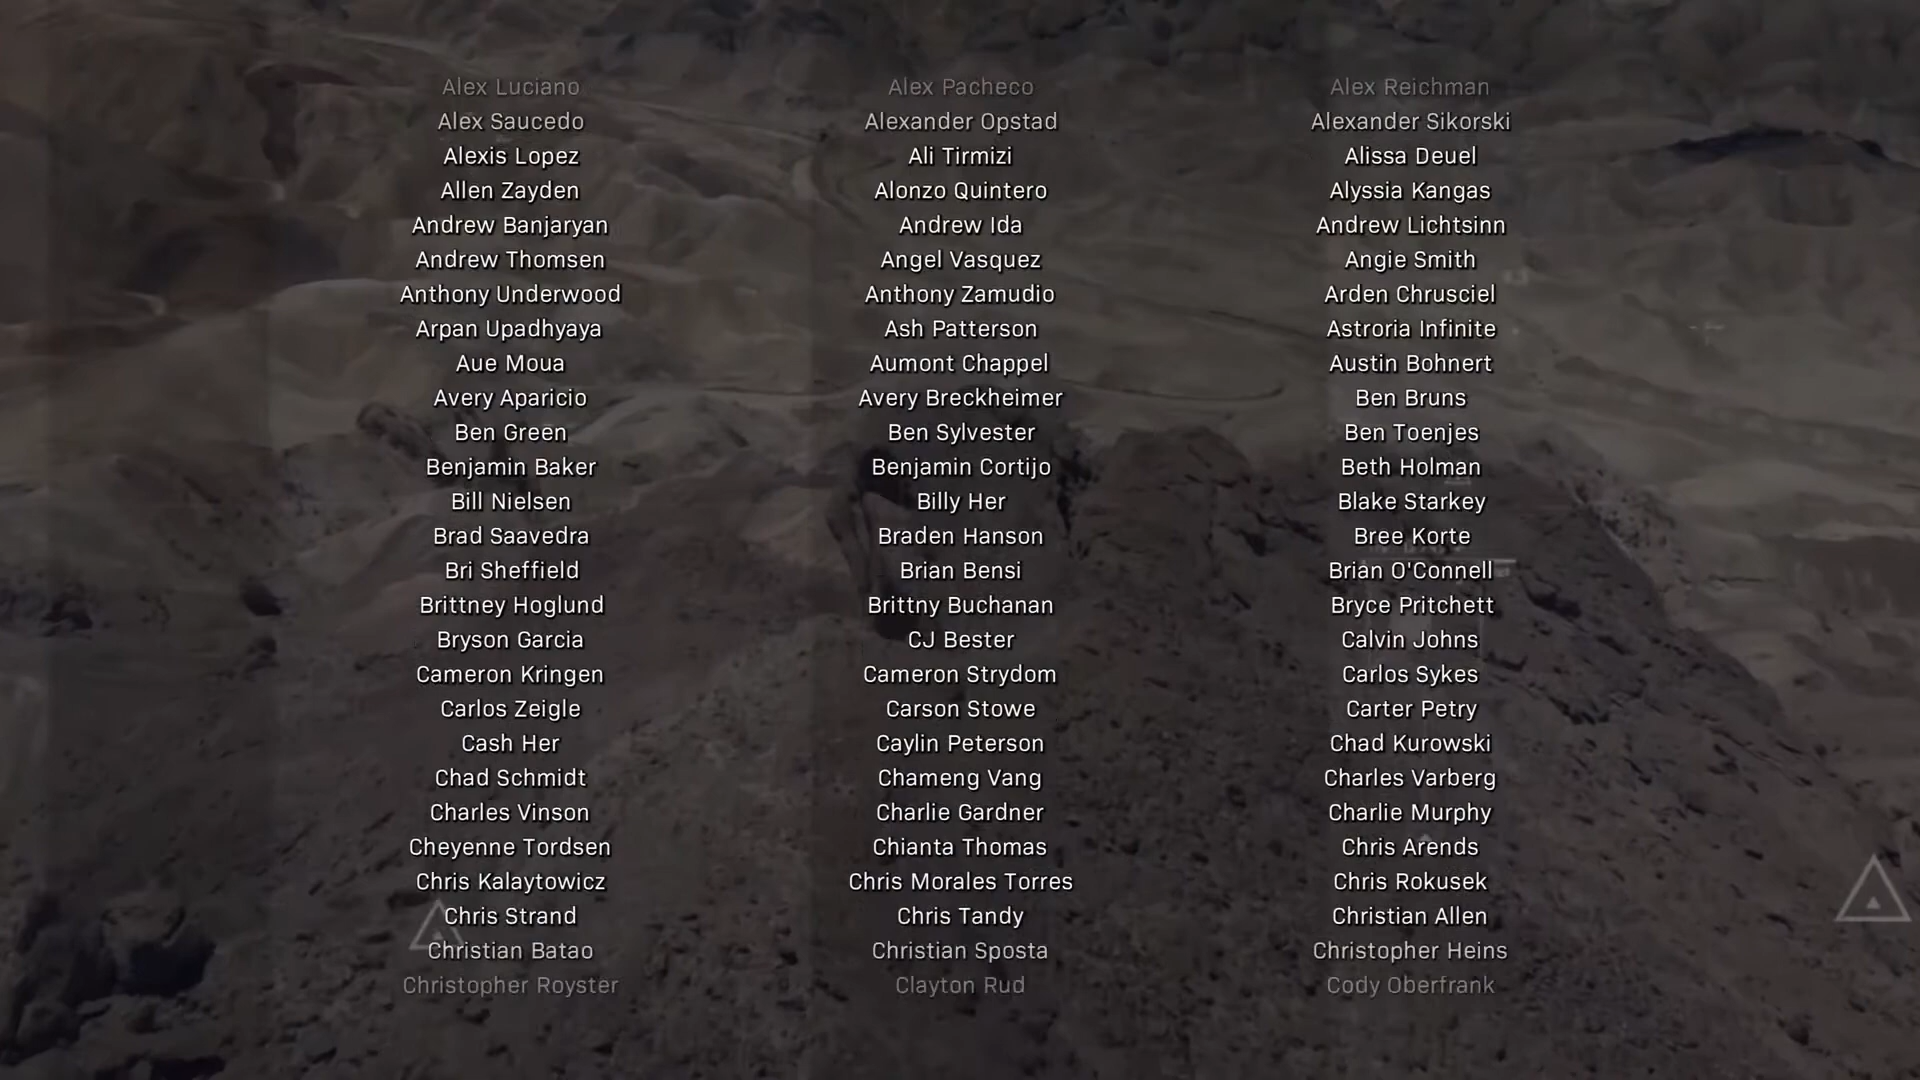 Alex Luciano Alex Pacheco Alex Reichman
Alex Saucedo Alexander Opstad Alexander Sikorski
Alexis Lopez Ali Tirmizi Alissa Deuel
Allen Zayden Alonzo Quintero Alyssia Kangas
Andrew Banjaryan Andrew Ida Andrew Lichtsinn
Andrew Thomsen Angel Vasquez Angie Smith
Anthony Underwood Anthony Zamudio Arden Chrusciel
Arpan Upadhyaya Ash Patterson Astroria Infinite
Aue Moua Aumont Chappel Austin Bohnert
Avery Aparicio Avery Breckheimer Ben Bruns
Ben Green Ben Sylvester Ben Toenjes
Benjamin Baker Benjamin Cortijo Beth Holman
Bill Nielsen Billy Her Blake Starkey
Brad Saavedra Braden Hanson Bree Korte
Bri Sheffield Brian Bensi Brian O'Connell
Brittney Hoglund Brittny Buchanan Bryce Pritchett
Bryson Garcia CJ Bester Calvin Johns
Cameron Kringen Cameron Strydom Carlos Sykes
Carlos Zeigle Carson Stowe Carter Petry
Cash Her Caylin Peterson Chad Kurowski
Chad Schmidt Chameng Vang Charles Varberg
Charles Vinson Charlie Gardner Charlie Murphy
Cheyenne Tordsen Chianta Thomas Chris Arends
Chris Kalaytowicz Chris Morales Torres Chris Rokusek
Chris Strand Chris Tandy Christian Allen
Christian Batao Christian Sposta Christopher Heins
Christopher Royster Clayton Rud Cody Oberfrank